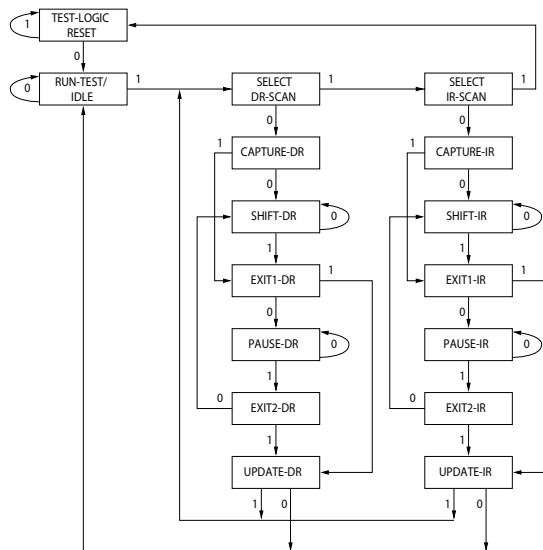 TEST-LOGIC
RESET
1
0
RUN-TEST/
IDLE
0
1
SELECT
DR-SCAN
1
SELECT
IR-SCAN
1
0
0
1
CAPTURE-DR
1
CAPTURE-IR
0
0
SHIFT-DR
0
SHIFT-IR
0
1
1
EXIT1-DR
1
EXIT1-IR
1
0
0
PAUSE-DR
0
PAUSE-IR
0
1
1
0
EXIT2-DR
0
EXIT2-IR
1
1
UPDATE-DR
UPDATE-IR
1
0
1
0